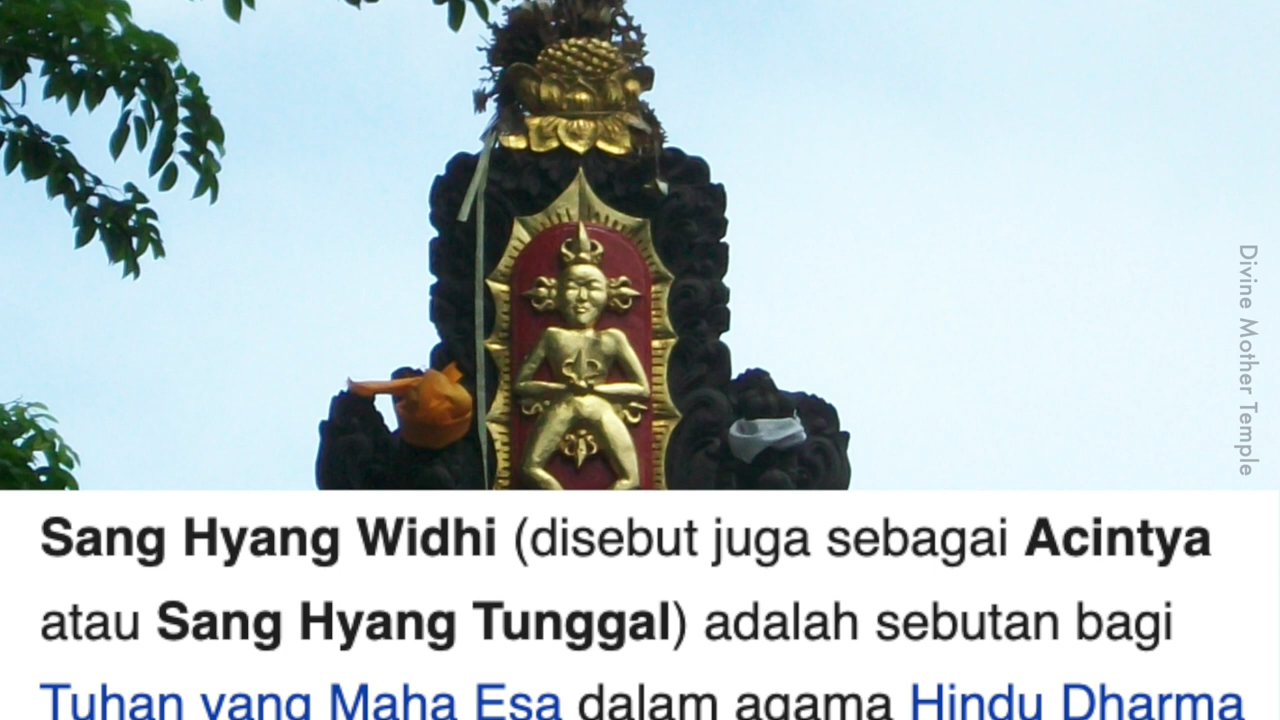 Divine Mother Temple
Sang Hyang Widhi (disebut juga sebagai Acintya
atau Sang Hyang Tunggal) adalah sebutan bagi
Tuhan yang Maha Esa dalam agama Hindu Dharma